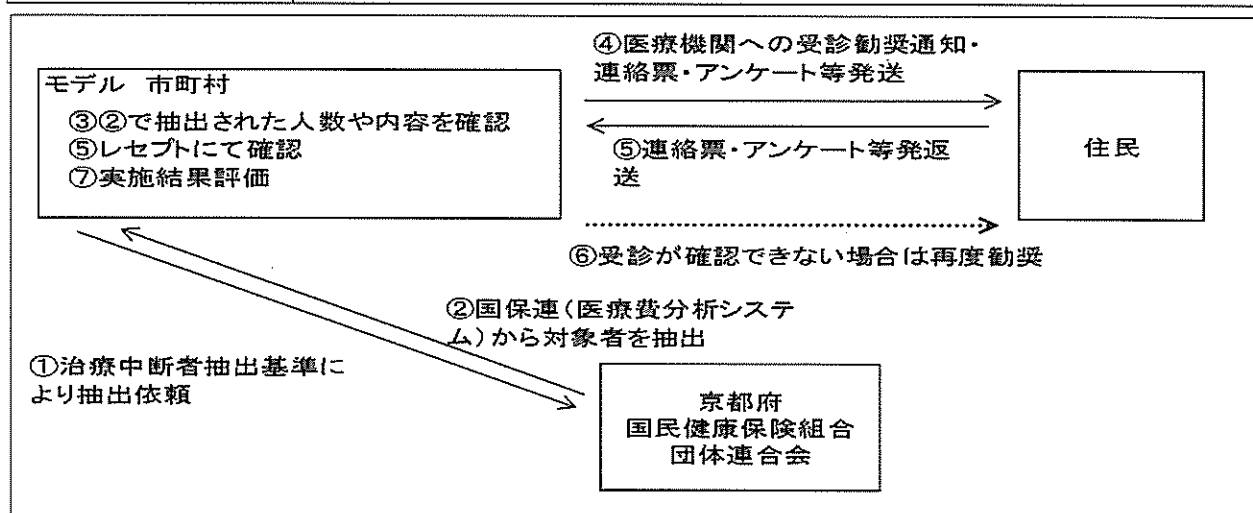 ④医療機関への受診勧奨通知・
連絡票・アンケート等発送
モデル　市町村
③②で抽出された人数や内容を確認
⑤レセプトにて確認
⑦実施結果評価
⑤連絡票・アンケート等発返
送
住民
⑥受診が確認できない場合は再度勧奨
②国保連(医療費分析システ
ム)から対象者を抽出
①治療中断者抽出基準に
より抽出依頼
京都府
国民健康保険組合
団体連合会